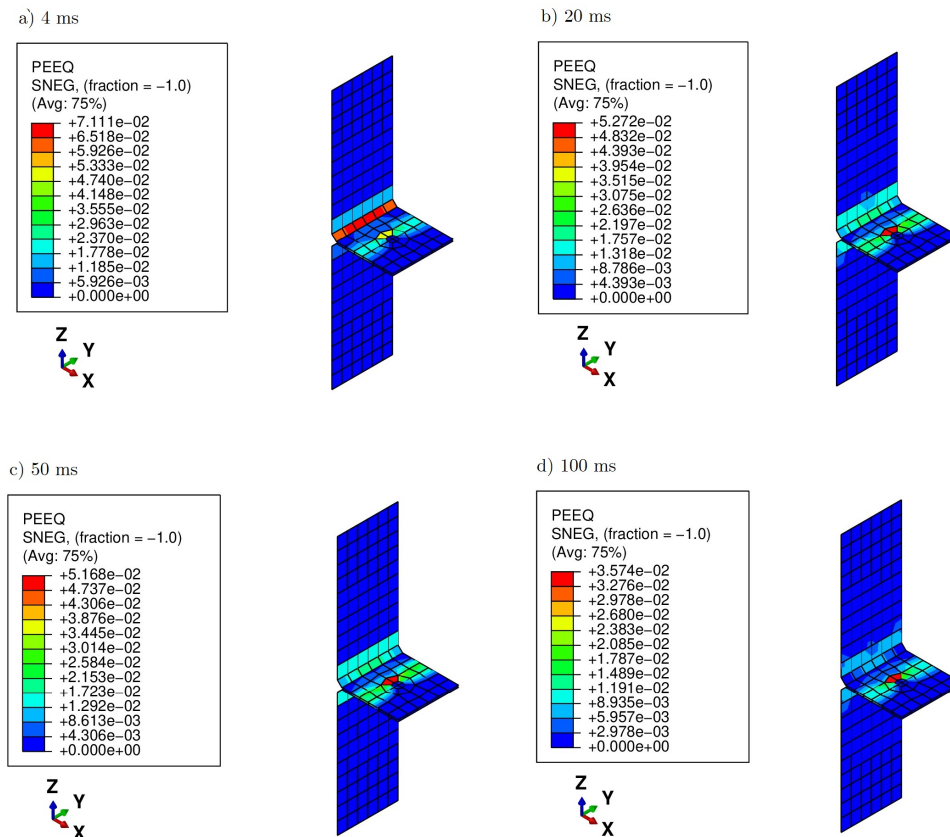 a) 4 ms
PEEQ
SNEG, (fraction = −1.0)
(Avg: 75%)
+7.111e−02
+6.518e−02
+5.926e−02
+5.333e−02
+4.740e−02
+4.148e−02
+3.555e−02
+2.963e−02
+2.370e−02
+1.778e−02
+1.185e−02
+5.926e−03
+0.000e+00
Z
Y
X
b) 20 ms
PEEQ
SNEG, (fraction = −1.0)
(Avg: 75%)
+5.272e−02
+4.832e−02
+4.393e−02
+3.954e−02
+3.515e−02
+3.075e−02
+2.636e−02
+2.197e−02
+1.757e−02
+1.318e−02
+8.786e−03
+4.393e−03
+0.000e+00
Z
Y
X
c) 50 ms
PEEQ
SNEG, (fraction = −1.0)
(Avg: 75%)
+5.168e−02
+4.737e−02
+4.306e−02
+3.876e−02
+3.445e−02
+3.014e−02
+2.584e−02
+2.153e−02
+1.723e−02
+1.292e−02
+8.613e−03
+4.306e−03
+0.000e+00
Z
Y
X
d) 100 ms
PEEQ
SNEG, (fraction = −1.0)
(Avg: 75%)
+3.574e−02
+3.276e−02
+2.978e−02
+2.680e−02
+2.383e−02
+2.085e−02
+1.787e−02
+1.489e−02
+1.191e−02
+8.935e−03
+5.957e−03
+2.978e−03
+0.000e+00
Z
Y
X